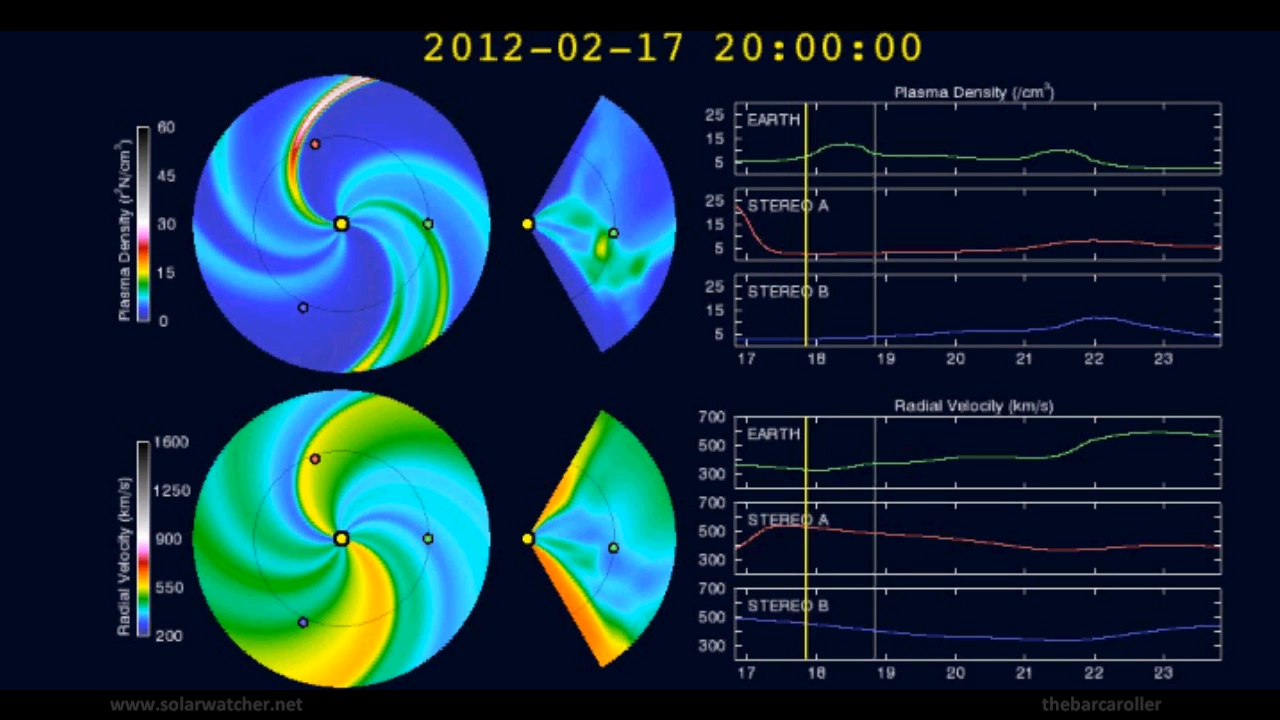 2012-02-17 20:00:00
Plasma Density (r²N/cm³)
60
45
30
15
0
Plasma Density (/cm³)
25
15
5
EARTH
25
15
5
STEREO A
25
15
5
STEREO B
17 18 19 20 21 22 23
Radial Velocity (km/s)
1600
1250
900
550
200
Radial Velocity (km/s)
700
500
300
EARTH
700
500
300
STEREO A
700
500
300
STEREO B
17 18 19 20 21 22 23
www.solarwatcher.net
thebarcaroller